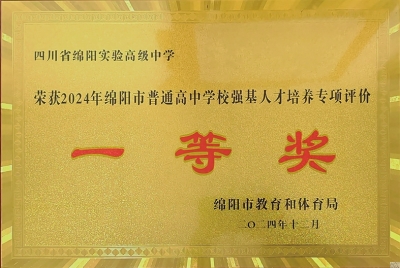 四川省绵阳实验高级中学
荣获2024年绵阳市普通高中学校强基人才培养专项评价
一等奖
绵阳市教育和体育局
二〇二四年十二月